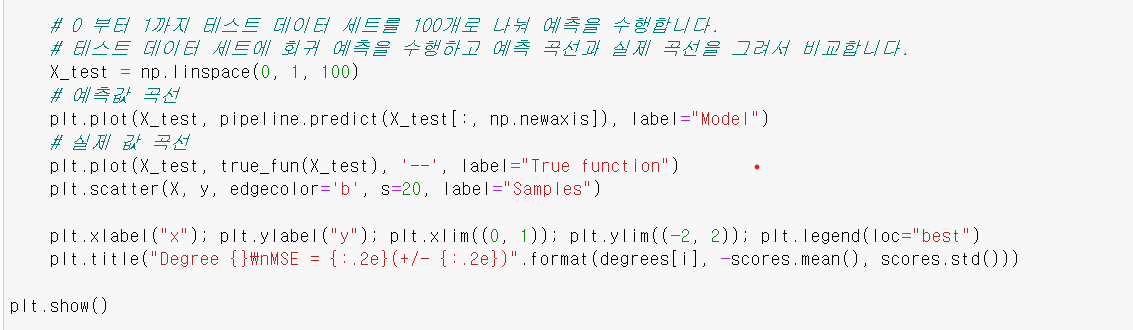 # 0 부터 1까지 테스트 데이터 세트를 100개로 나눠 예측을 수행합니다.
# 테스트 데이터 세트에 회귀 예측을 수행하고 예측 곡선과 실제 곡선을 그려서 비교합니다.
X_test = np.linspace(0, 1, 100)
# 예측값 곡선
plt.plot(X_test, pipeline.predict(X_test[:, np.newaxis]), label="Model")
# 실제 값 곡선
plt.plot(X_test, true_fun(X_test), '--', label="True function")
plt.scatter(X, y, edgecolor='b', s=20, label="Samples")
plt.xlabel("x"); plt.ylabel("y"); plt.xlim((0, 1)); plt.ylim((-2, 2)); plt.legend(loc="best")
plt.title("Degree {}₩nMSE = {:.2e}(+/- {:.2e})".format(degrees[i], -scores.mean(), scores.std()))
plt.show()